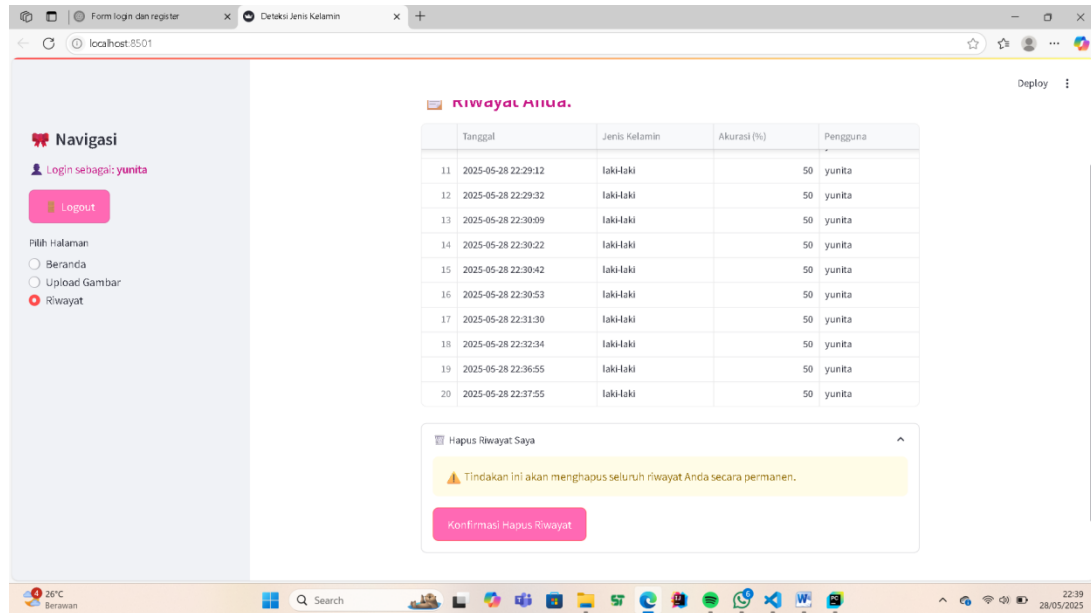 Form login dan register
Deteksi Jenis Kelamin
localhost:8501
Deploy
Navigasi
Login sebagai: yunita
Logout
Pilih Halaman
Beranda
Upload Gambar
Riwayat
Riwayat Anda:
Tanggal Jenis Kelamin Akurasi (%) Pengguna
11 2025-05-28 22:29:12 laki-laki 50 yunita
12 2025-05-28 22:29:32 laki-laki 50 yunita
13 2025-05-28 22:30:09 laki-laki 50 yunita
14 2025-05-28 22:30:22 laki-laki 50 yunita
15 2025-05-28 22:30:42 laki-laki 50 yunita
16 2025-05-28 22:30:53 laki-laki 50 yunita
17 2025-05-28 22:31:30 laki-laki 50 yunita
18 2025-05-28 22:32:34 laki-laki 50 yunita
19 2025-05-28 22:36:55 laki-laki 50 yunita
20 2025-05-28 22:37:55 laki-laki 50 yunita
Hapus Riwayat Saya
Tindakan ini akan menghapus seluruh riwayat Anda secara permanen.
Konfirmasi Hapus Riwayat
4
26°C
Berawan
Search
22:39
28/05/2025